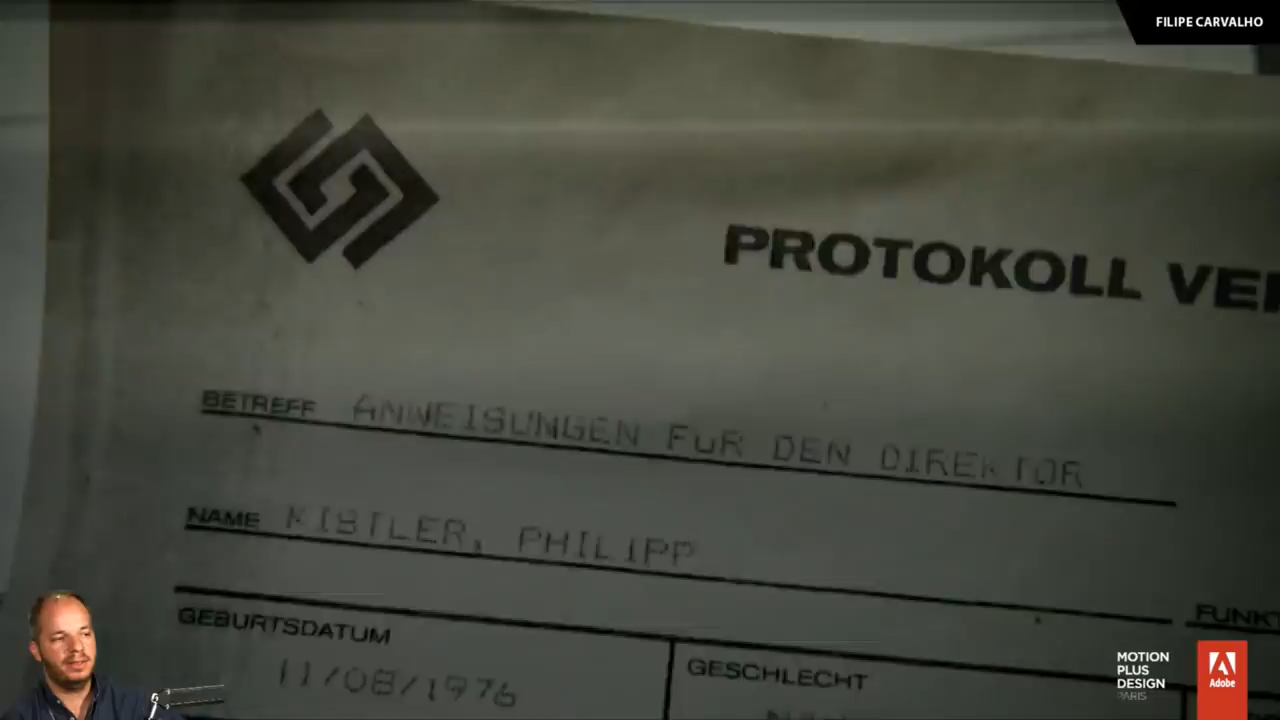 FILIPE CARVALHO
PROTOKOLL
BETREFF ANWEISUNGEN FUR DEN DIREKTOR
NAME KISTLER, PHILIPP
GEBURTSDATUM
11/08/1976
GESCHLECHT
MOTION
PLUS
DESIGN
PARIS
Adobe